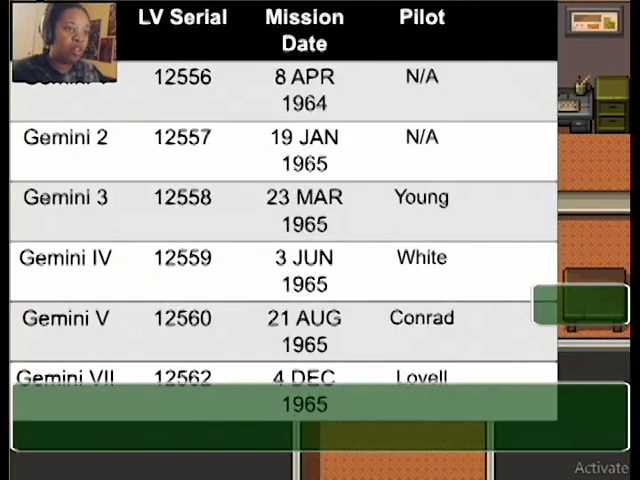 LV Serial Mission Pilot
Date
12556 8 APR N/A
1964
Gemini 2 12557 19 JAN N/A
1965
Gemini 3 12558 23 MAR Young
1965
Gemini IV 12559 3 JUN White
1965
Gemini V 12560 21 AUG Conrad
1965
Gemini VII 12562 4 DEC Lovell
1965
Activate